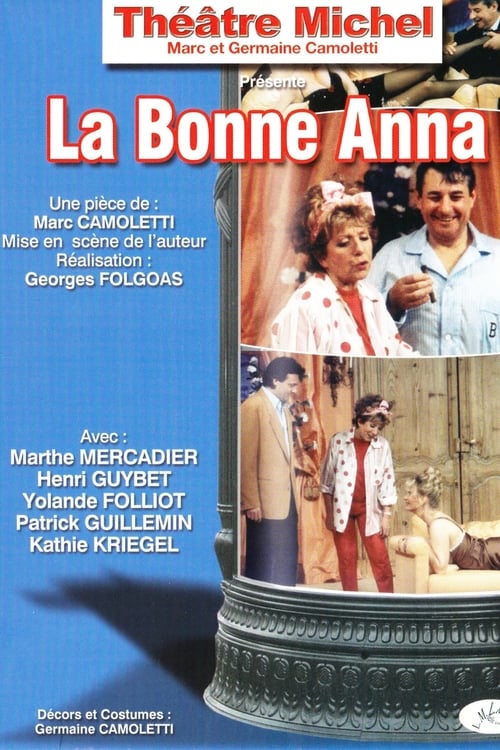 Théâtre Michel
Marc et Germaine Camoletti
Présente
La Bonne Anna
Une pièce de :
Marc CAMOLETTI
Mise en scène de l'auteur
Réalisation :
Georges FOLGOAS
Avec :
Marthe MERCADIER
Henri GUYBET
Yolande FOLLIOT
Patrick GUILLEMIN
Kathie KRIEGEL
Décors et Costumes :
Germaine CAMOLETTI